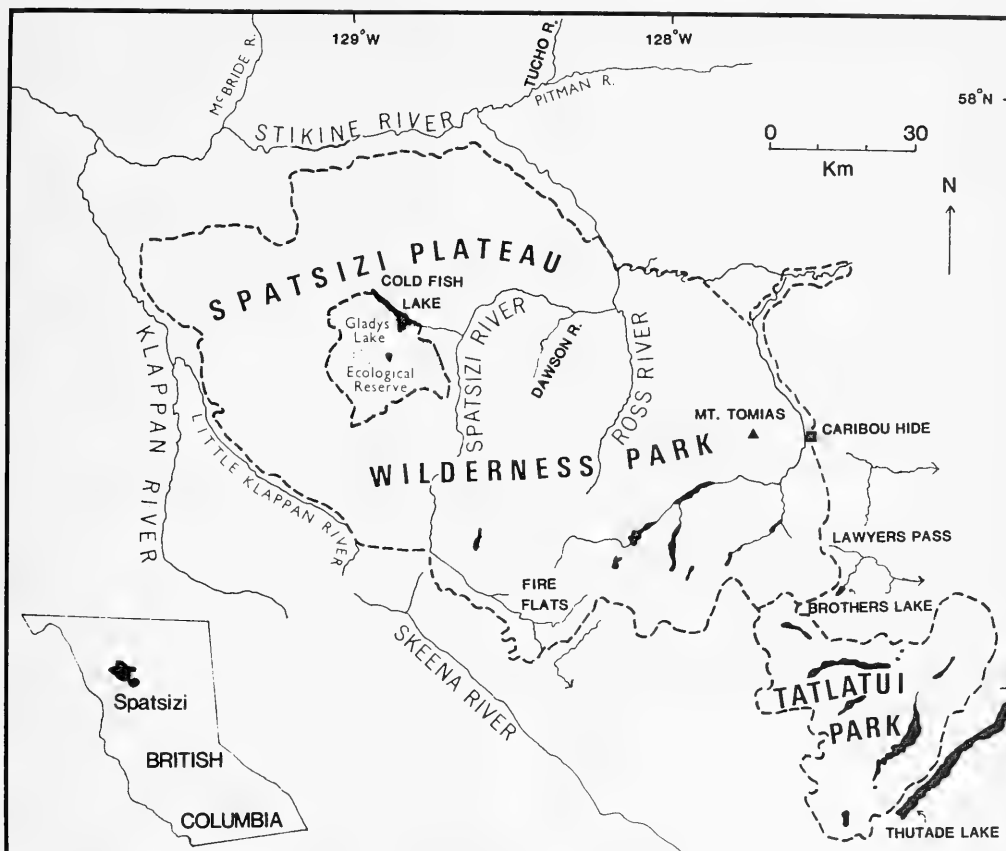 129°W
128°W
McBRIDE R.
TUCHO R.
PITMAN R.
58°N
STIKINE RIVER
0 30
Km
N
SPATSIZI PLATEAU
COLD FISH
LAKE
Gladys
Lake
Ecological
Reserve
SPATSIZI RIVER
DAWSON R.
ROSS RIVER
KLAPPAN RIVER
LITTLE KLAPPAN RIVER
MT. TOMIAS
CARIBOU HIDE
WILDERNESS PARK
LAWYERS PASS
FIRE
FLATS
BROTHERS LAKE
SKEENA RIVER
TATLATUI
PARK
THUTADE LAKE
Spatsizi
BRITISH
COLUMBIA